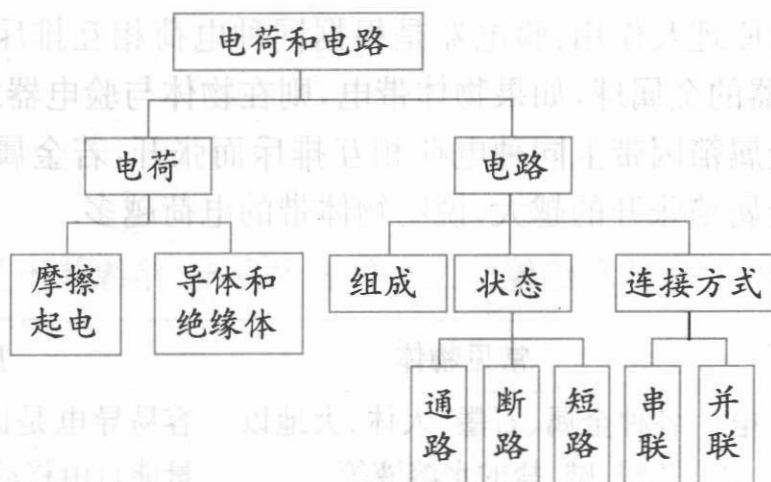 电荷和电路
电荷
电路
摩擦
起电
导体和
绝缘体
组成
状态
连接方式
通
路
断
路
短
路
串
联
并
联